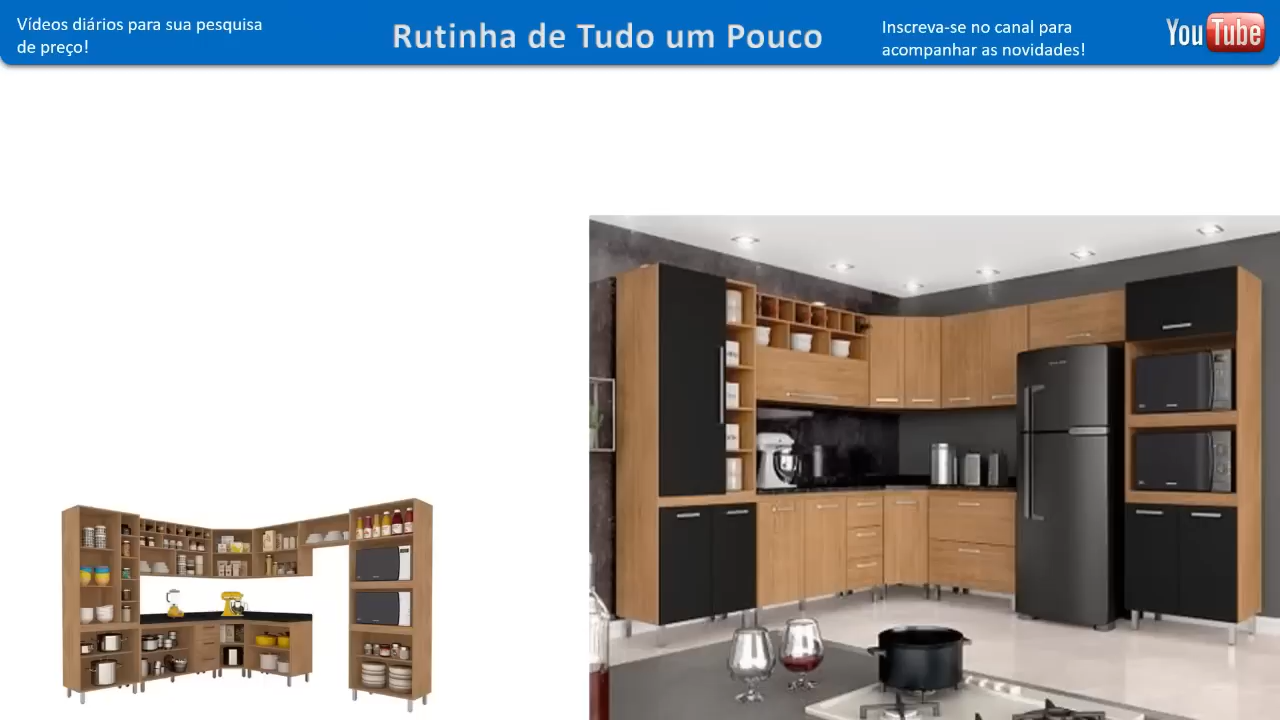 Vídeos diários para sua pesquisa
de preço!
Rutinha de Tudo um Pouco
Inscreva-se no canal para
acompanhar as novidades!
YouTube